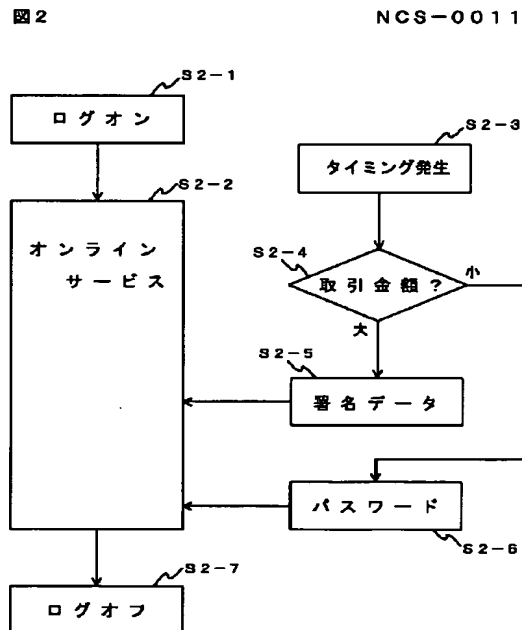 図2
NCS-0011
S2-1
ログオン
S2-2
オンライン
サービス
S2-3
タイミング発生
S2-4
取引金額?
小
大
S2-5
署名データ
パスワード
S2-6
S2-7
ログオフ